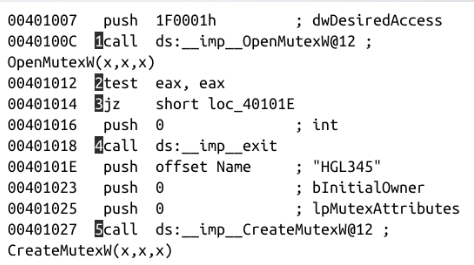 00401007 push 1F0001h ; dwDesiredAccess
0040100C 1call ds:__imp__OpenMutexW@12 ;
OpenMutexW(x,x,x)
00401012 2test eax, eax
00401014 3jz short loc_40101E
00401016 push 0 ; int
00401018 4call ds:__imp__exit
0040101E push offset Name ; "HGL345"
00401023 push 0 ; bInitialOwner
00401025 push 0 ; lpMutexAttributes
00401027 5call ds:__imp__CreateMutexW@12 ;
CreateMutexW(x,x,x)